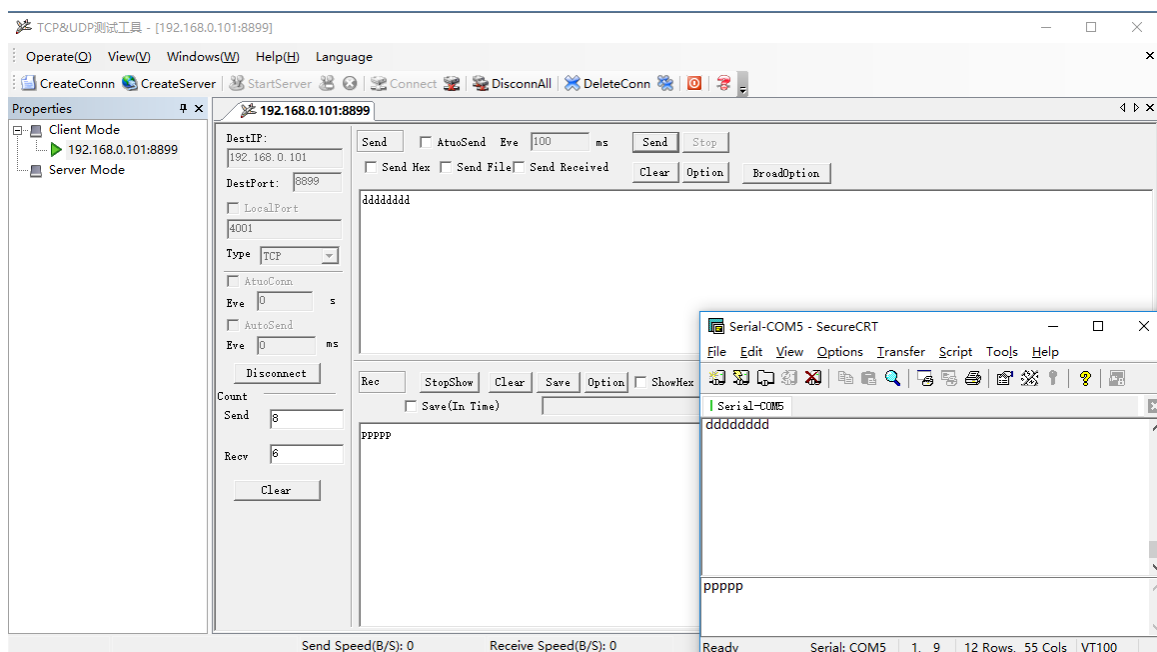 TCP&UDP测试工具 - [192.168.0.101:8899]
Operate(O) View(V) Windows(W) Help(H) Language
CreateConnn CreateServer StartServer Connect DisconnAll DeleteConn
Properties
192.168.0.101:8899
Client Mode
192.168.0.101:8899
Server Mode
DestIP:
192.168.0.101
DestPort: 8899
LocalPort
4001
Type TCP
AtuoConn
Eve 0 s
AutoSend
Eve 0 ms
Disconnect
Count
Send 8
Recv 6
Clear
Send AtuoSend Eve 100 ms Send Stop
Send Hex Send File Send Received Clear Option BroadOption
dddddddd
Rec StopShow Clear Save Option ShowHex
Save(In Time)
PPPPP
Serial-COM5 - SecureCRT
File Edit View Options Transfer Script Tools Help
Serial-COM5
dddddddd
ppppp
Ready Serial: COM5 1, 9 12 Rows, 55 Cols VT100
Send Speed(B/S): 0 Receive Speed(B/S): 0